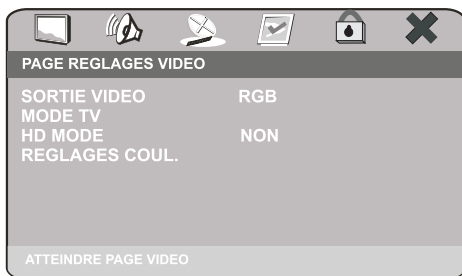 PAGE REGLAGES VIDEO
SORTIE VIDEO RGB
MODE TV
HD MODE NON
REGLAGES COUL.
ATTEINDRE PAGE VIDEO